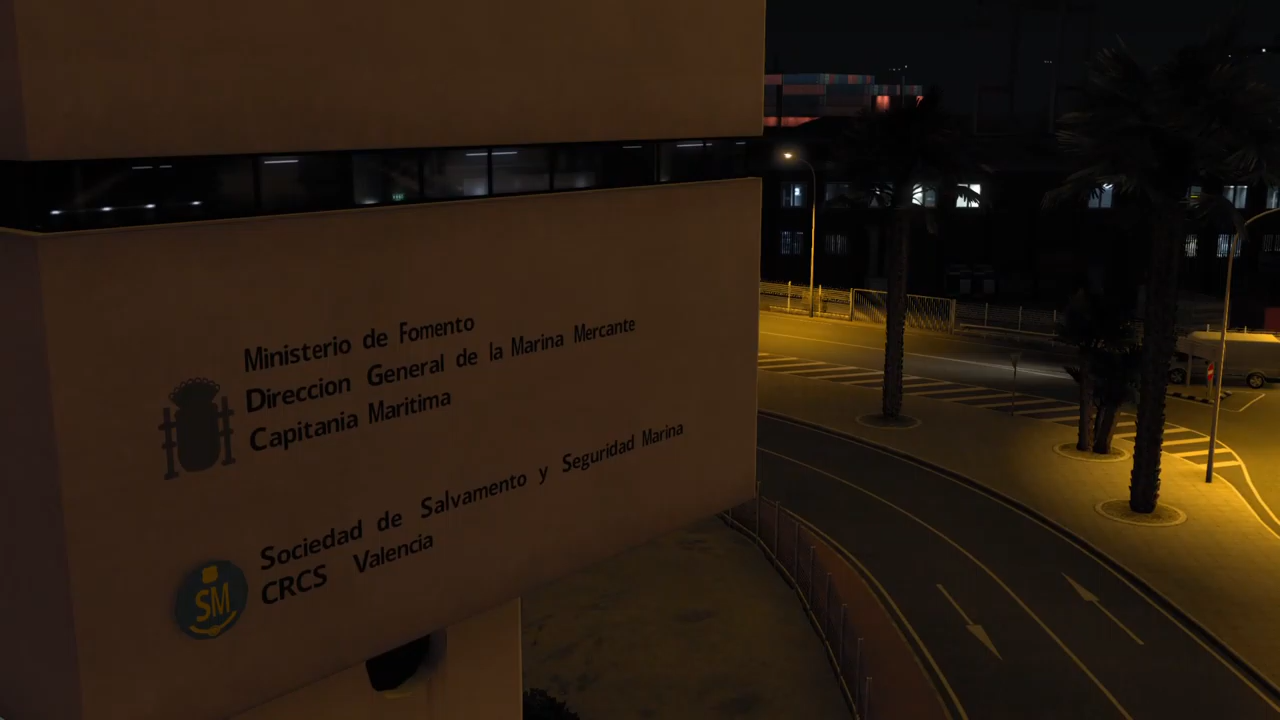 Ministerio de Fomento
Direccion General de la Marina Mercante
Capitania Maritima
Sociedad de Salvamento y Seguridad Marina
CRCS Valencia
SM